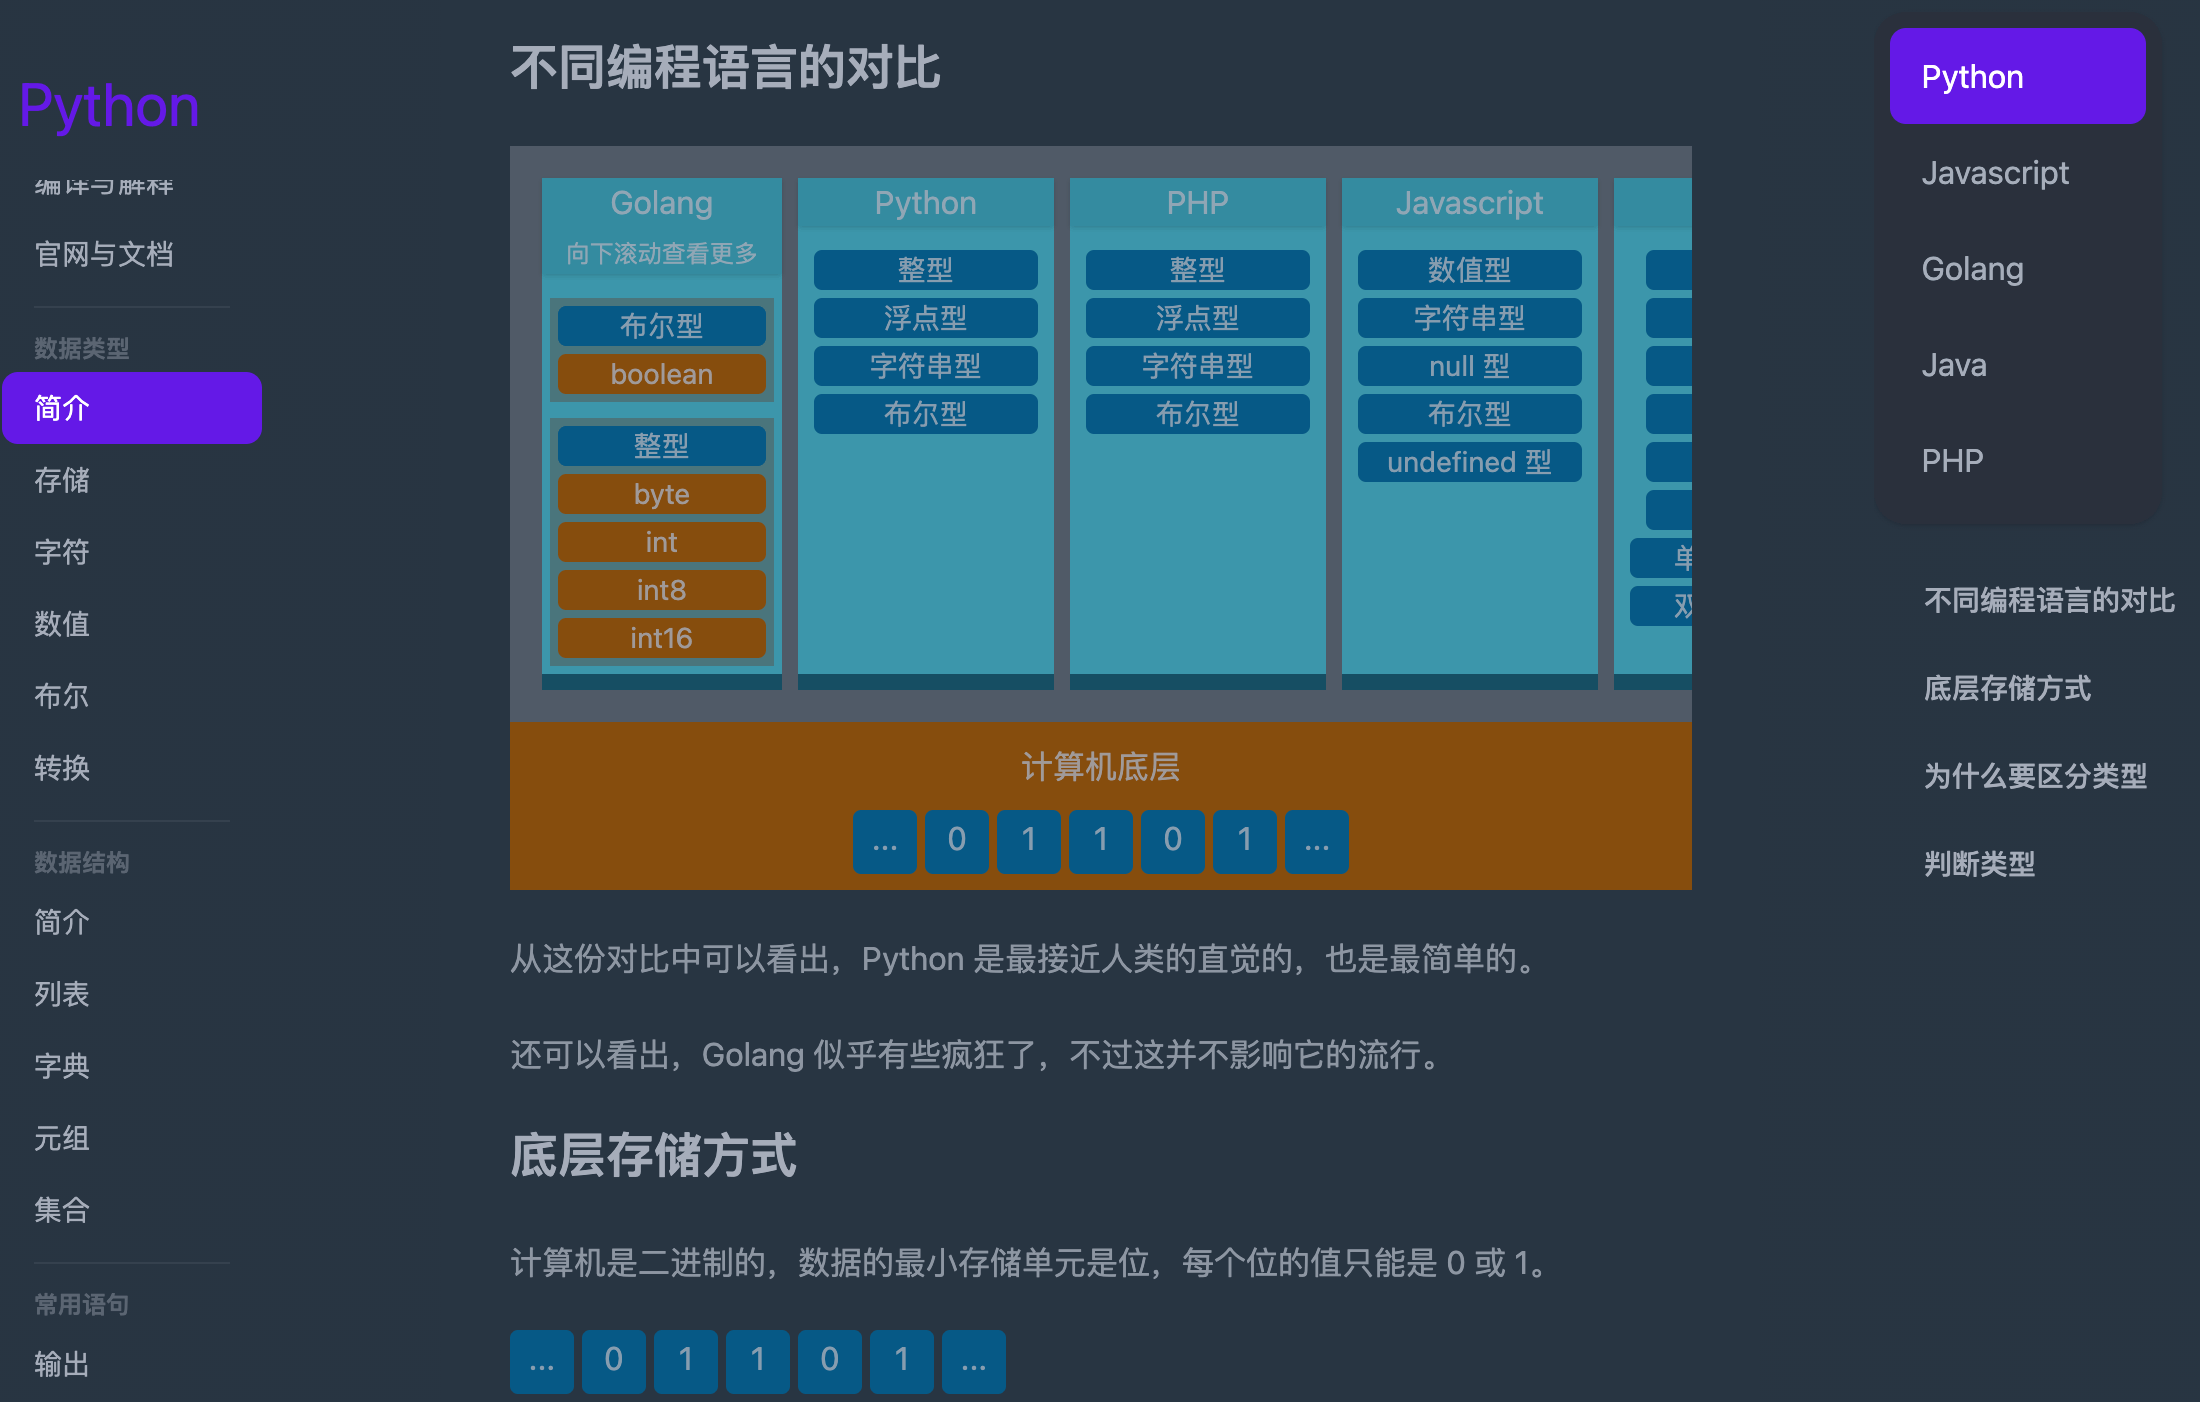 Python
编译与解释
官网与文档
数据类型
简介
存储
字符
数值
布尔
转换
数据结构
简介
列表
字典
元组
集合
常用语句
输出
不同编程语言的对比
Golang
向下滚动查看更多
布尔型
boolean
整型
byte
int
int8
int16
Python
整型
浮点型
字符串型
布尔型
PHP
整型
浮点型
字符串型
布尔型
Javascript
数值型
字符串型
null 型
布尔型
undefined 型
单
双
计算机底层
... 0 1 1 0 1 ...
从这份对比中可以看出，Python 是最接近人类的直觉的，也是最简单的。
还可以看出，Golang 似乎有些疯狂了，不过这并不影响它的流行。
底层存储方式
计算机是二进制的，数据的最小存储单元是位，每个位的值只能是 0 或 1。
... 0 1 1 0 1 ...
Python
Javascript
Golang
Java
PHP
不同编程语言的对比
底层存储方式
为什么要区分类型
判断类型